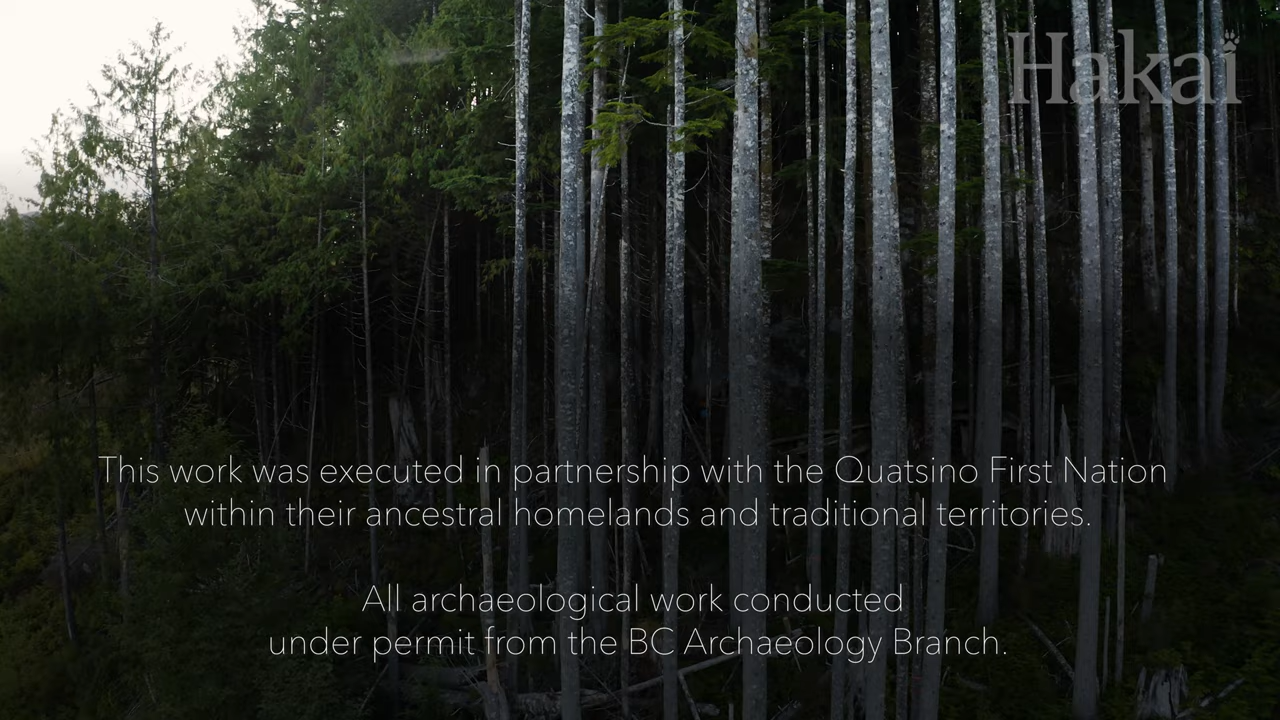 Hakai
This work was executed in partnership with the Quatsino First Nation
within their ancestral homelands and traditional territories.
All archaeological work conducted
under permit from the BC Archaeology Branch.